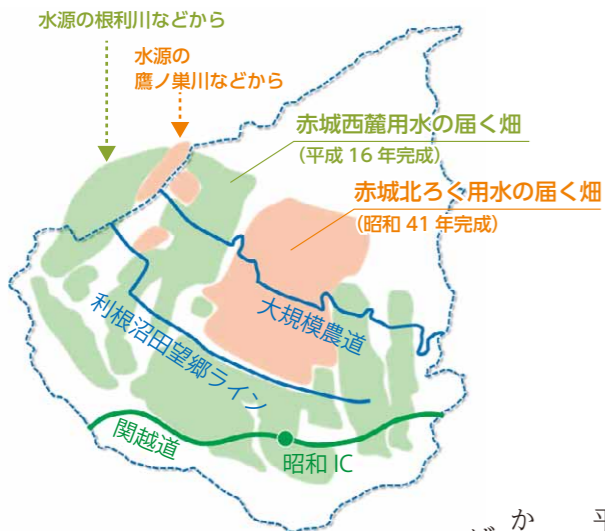 水源の根利川などから
水源の
鷹ノ巣川などから
赤城西麓用水の届く畑
(平成 16 年完成)
赤城北ろく用水の届く畑
(昭和 41 年完成)
大規模農道
利根沼田望郷ライン
関越道
昭和 IC
平
か